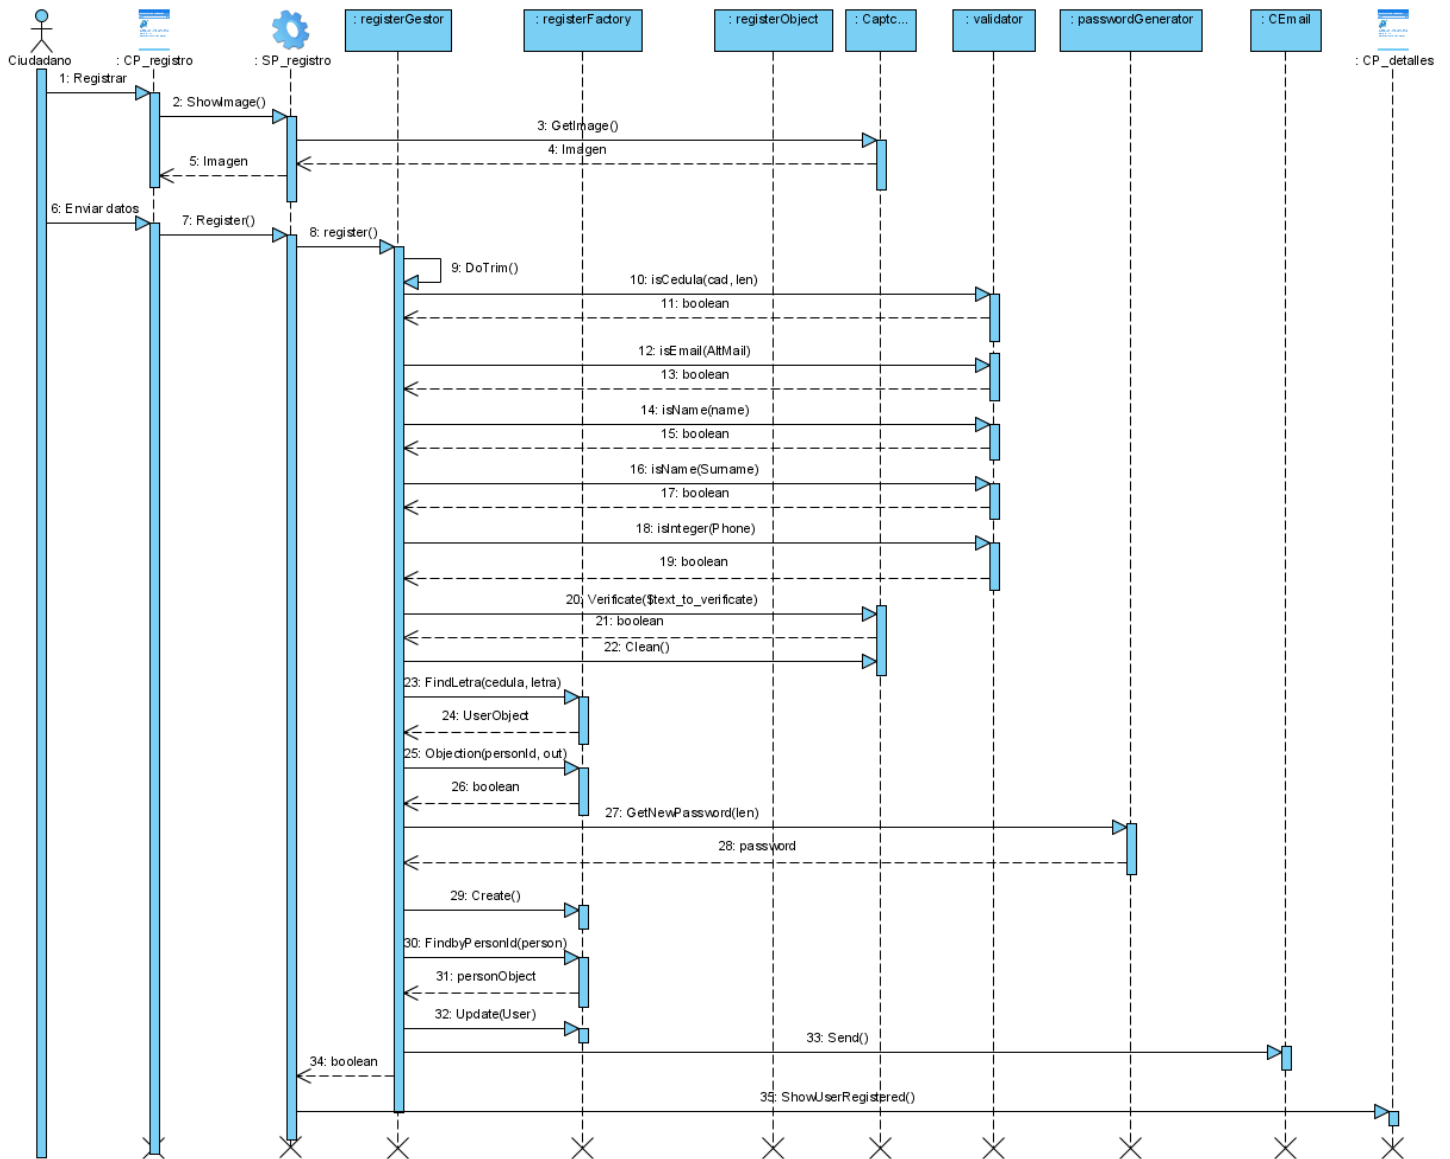 : registerGestor
: registerFactory
: registerObject
: Captc...
: validator
: passwordGenerator
: CEmail
Ciudadano
: CP_registro
: SP_registro
: CP_detalles
1: Registrar
2: ShowImage()
3: GetImage()
4: Imagen
5: Imagen
6: Enviar datos
7: Register()
8: register()
9: DoTrim()
10: isCedula(cad, len)
11: boolean
12: isEmail(AltMail)
13: boolean
14: isName(name)
15: boolean
16: isName(Surname)
17: boolean
18: isInteger(Phone)
19: boolean
20: Verificate($text_to_verificate)
21: boolean
22: Clean()
23: FindLetra(cedula, letra)
24: UserObject
25: Objection(personId, out)
26: boolean
27: GetNewPassword(len)
28: password
29: Create()
30: FindbyPersonId(person)
31: personObject
32: Update(User)
33: Send()
34: boolean
35: ShowUserRegistered()